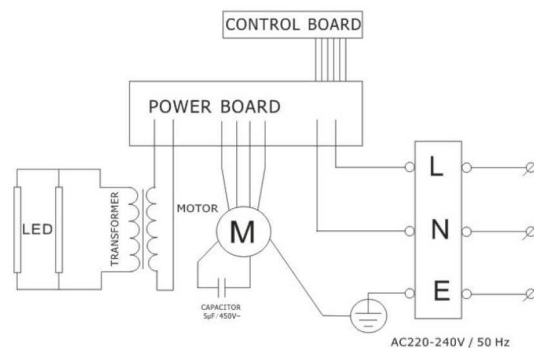 CONTROL BOARD
POWER BOARD
LED
TRANSFORMER
MOTOR
M
CAPACITOR
5µF/450V~
L
N
E
AC220-240V / 50 Hz